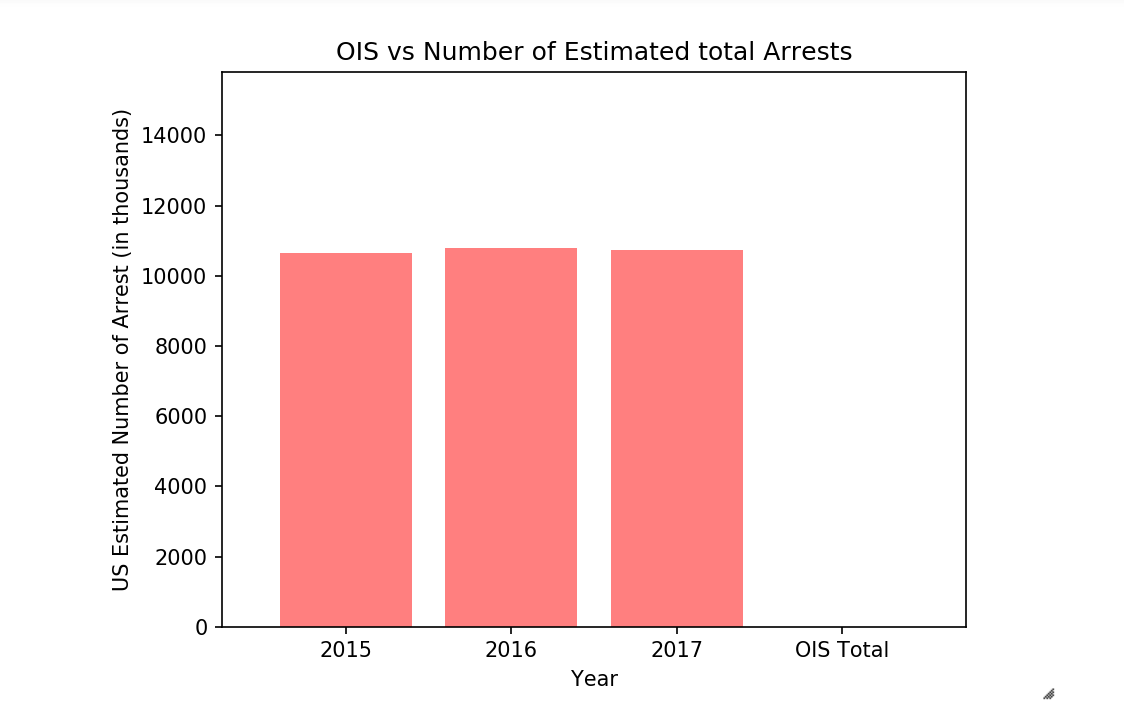 OIS vs Number of Estimated total Arrests
US Estimated Number of Arrest (in thousands)
14000
12000
10000
8000
6000
4000
2000
0
2015 2016 2017 OIS Total
Year